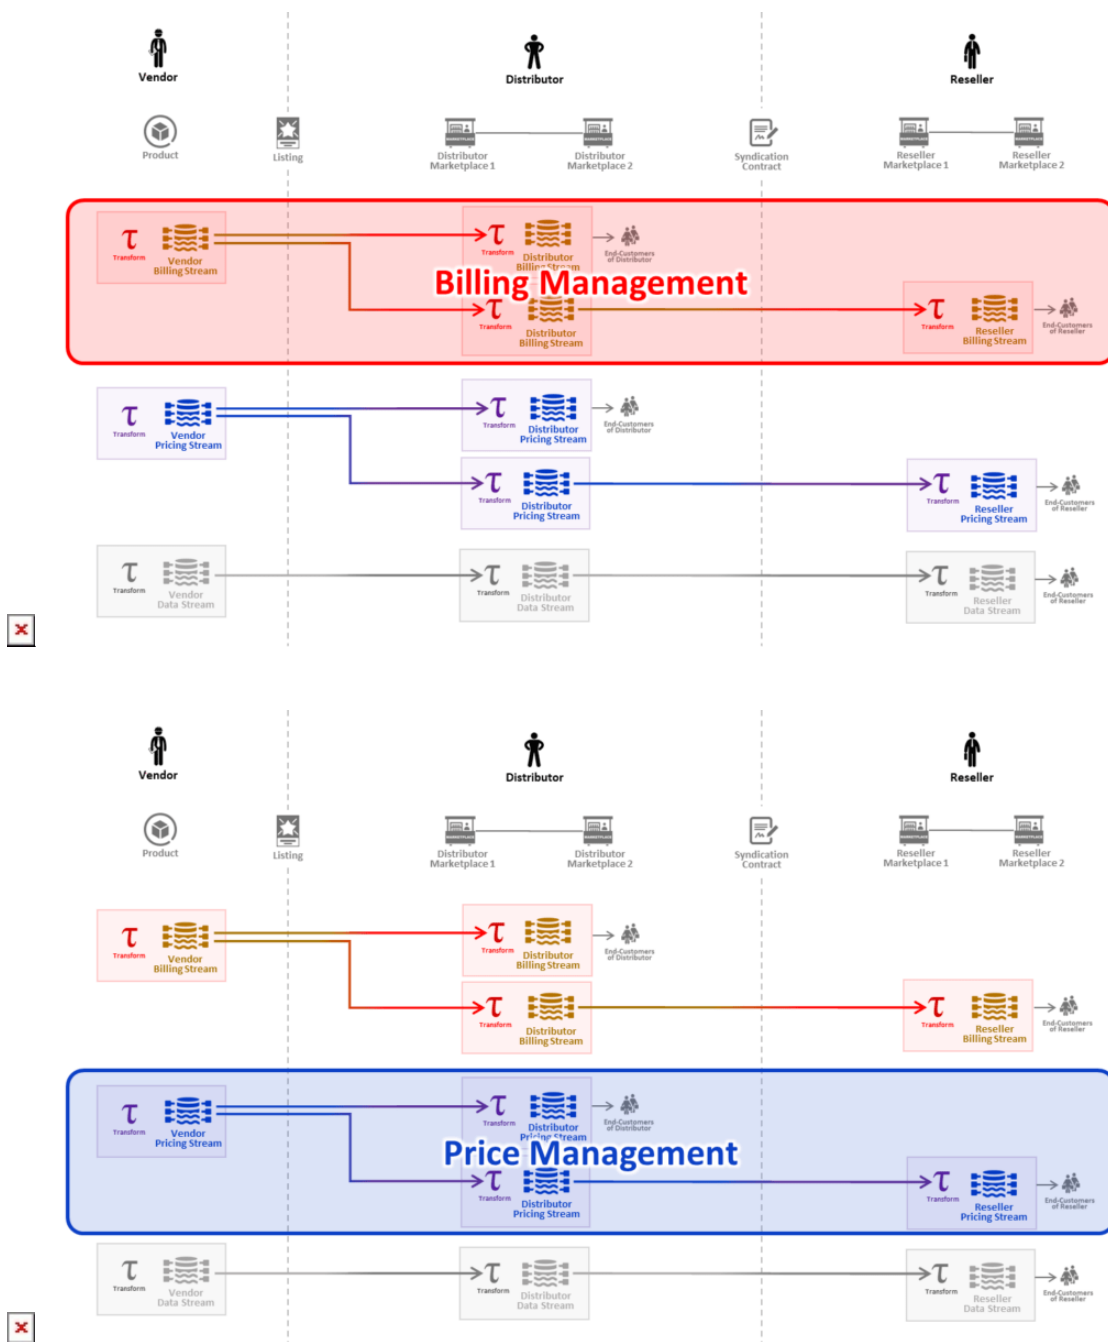 Vendor
Distributor
Reseller
Product
Listing
Distributor
Marketplace 1
Distributor
Marketplace 2
Syndication
Contract
Reseller
Marketplace 1
Reseller
Marketplace 2
τ
Transform
Vendor
Billing Stream
τ
Transform
Distributor
Billing Stream
End-Customers
of Distributor
Billing Management
τ
Transform
Distributor
Billing Stream
τ
Transform
Reseller
Billing Stream
End-Customers
of Reseller
τ
Transform
Vendor
Pricing Stream
τ
Transform
Distributor
Pricing Stream
End-Customers
of Distributor
τ
Transform
Distributor
Pricing Stream
τ
Transform
Reseller
Pricing Stream
End-Customers
of Reseller
τ
Transform
Vendor
Data Stream
τ
Transform
Distributor
Data Stream
τ
Transform
Reseller
Data Stream
End-Customers
of Reseller
Vendor
Distributor
Reseller
Product
Listing
Distributor
Marketplace 1
Distributor
Marketplace 2
Syndication
Contract
Reseller
Marketplace 1
Reseller
Marketplace 2
τ
Transform
Vendor
Billing Stream
τ
Transform
Distributor
Billing Stream
End-Customers
of Distributor
τ
Transform
Distributor
Billing Stream
τ
Transform
Reseller
Billing Stream
End-Customers
of Reseller
τ
Transform
Vendor
Pricing Stream
τ
Transform
Distributor
Pricing Stream
End-Customers
of Distributor
Price Management
τ
Transform
Distributor
Pricing Stream
τ
Transform
Reseller
Pricing Stream
End-Customers
of Reseller
τ
Transform
Vendor
Data Stream
τ
Transform
Distributor
Data Stream
τ
Transform
Reseller
Data Stream
End-Customers
of Reseller